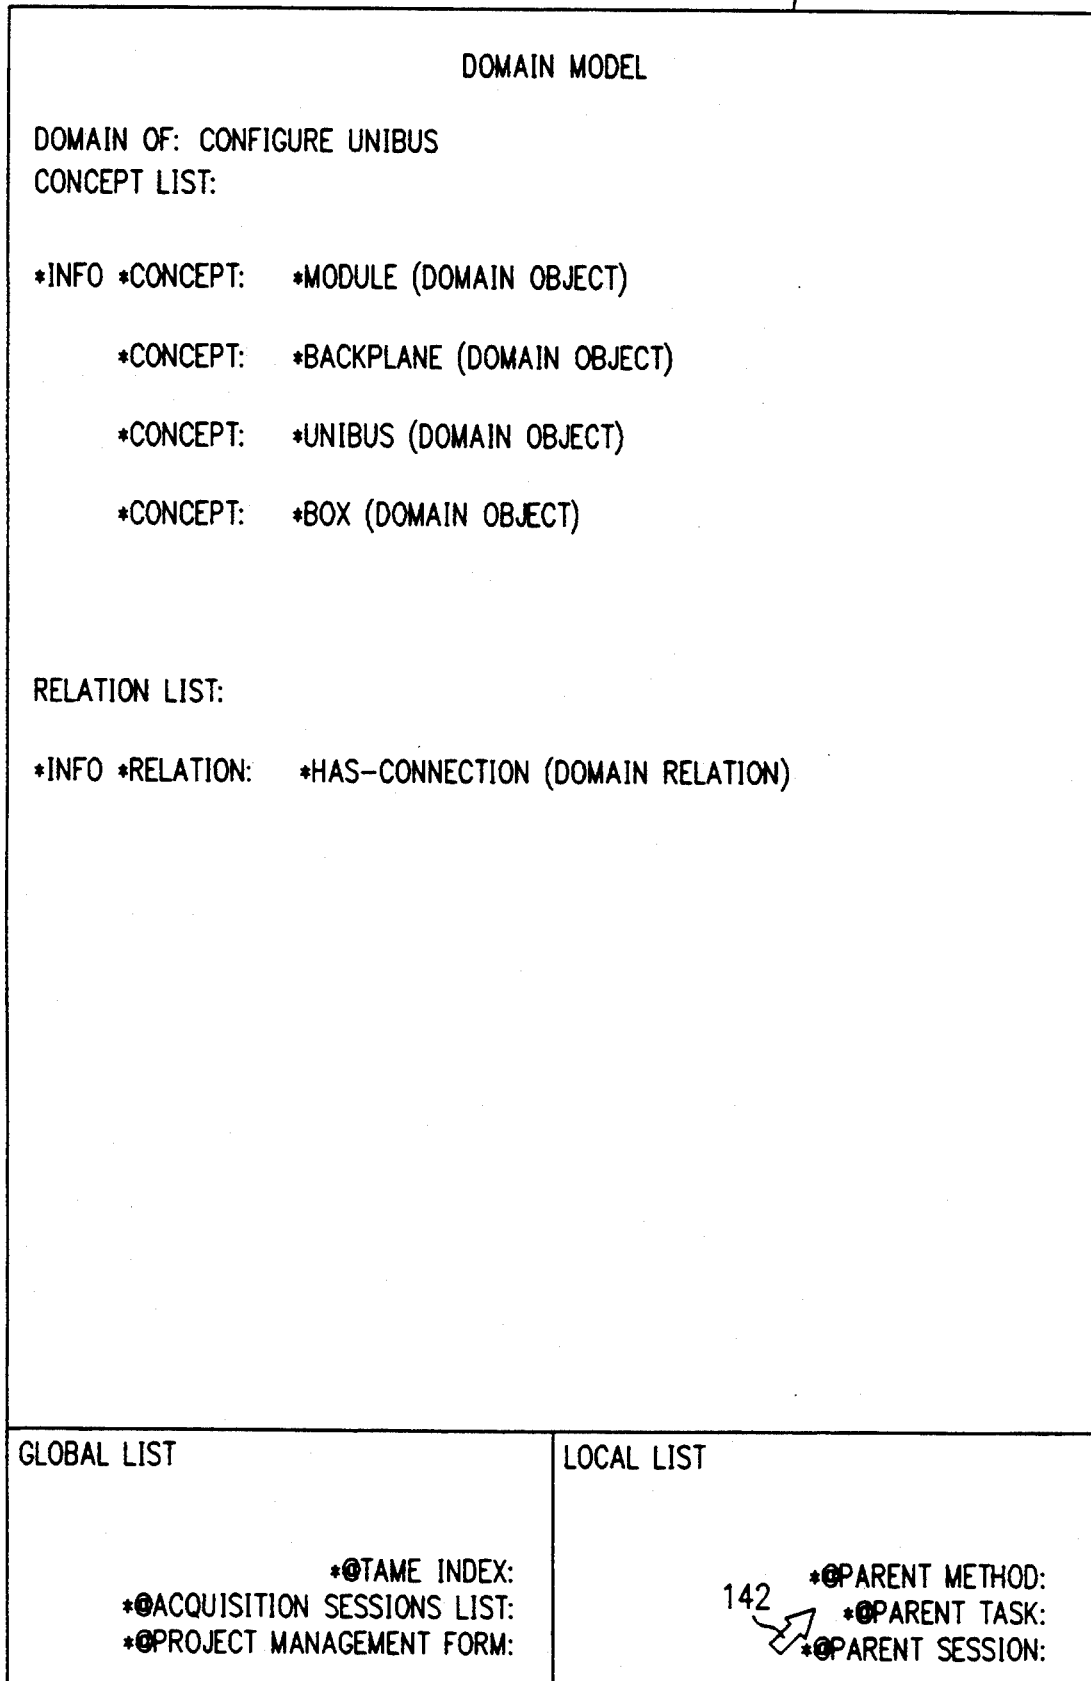 DOMAIN MODEL
DOMAIN OF: CONFIGURE UNIBUS
CONCEPT LIST:
*INFO *CONCEPT: *MODULE (DOMAIN OBJECT)
*CONCEPT: *BACKPLANE (DOMAIN OBJECT)
*CONCEPT: *UNIBUS (DOMAIN OBJECT)
*CONCEPT: *BOX (DOMAIN OBJECT)
RELATION LIST:
*INFO *RELATION: *HAS-CONNECTION (DOMAIN RELATION)
GLOBAL LIST
*@TAME INDEX:
*@ACQUISITION SESSIONS LIST:
*@PROJECT MANAGEMENT FORM:
LOCAL LIST
*@PARENT METHOD:
142
*@PARENT TASK:
*@PARENT SESSION: